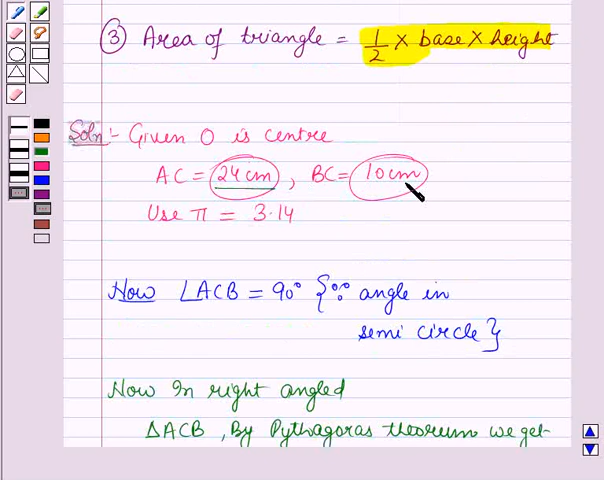 ③ Area of triangle = 1/2 × base × height
Soln:- Given O is centre
AC = 24 cm, BC = 10 cm
Use π = 3.14
Now ∠ACB = 90° {∵ angle in
semi circle}
Now In right angled
ΔACB, By Pythagoras theorum we get-